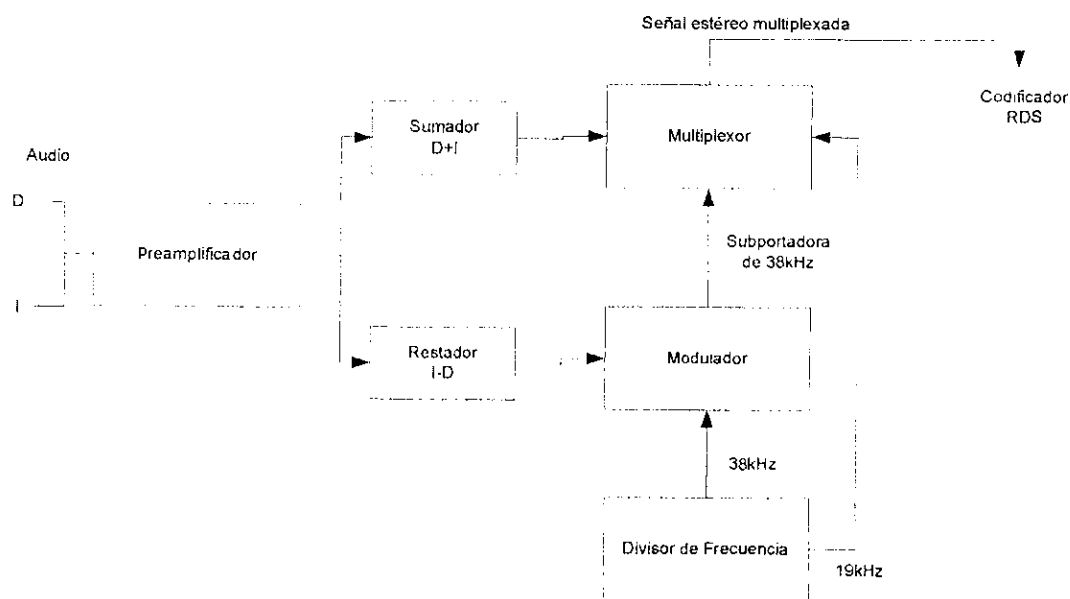 Señal estéreo multiplexada
Codificador
RDS
Sumador
D+I
Multiplexor
Audio
D
Preamplificador
I
Subportadora
de 38kHz
Restador
I-D
Modulador
38kHz
Divisor de Frecuencia
19kHz